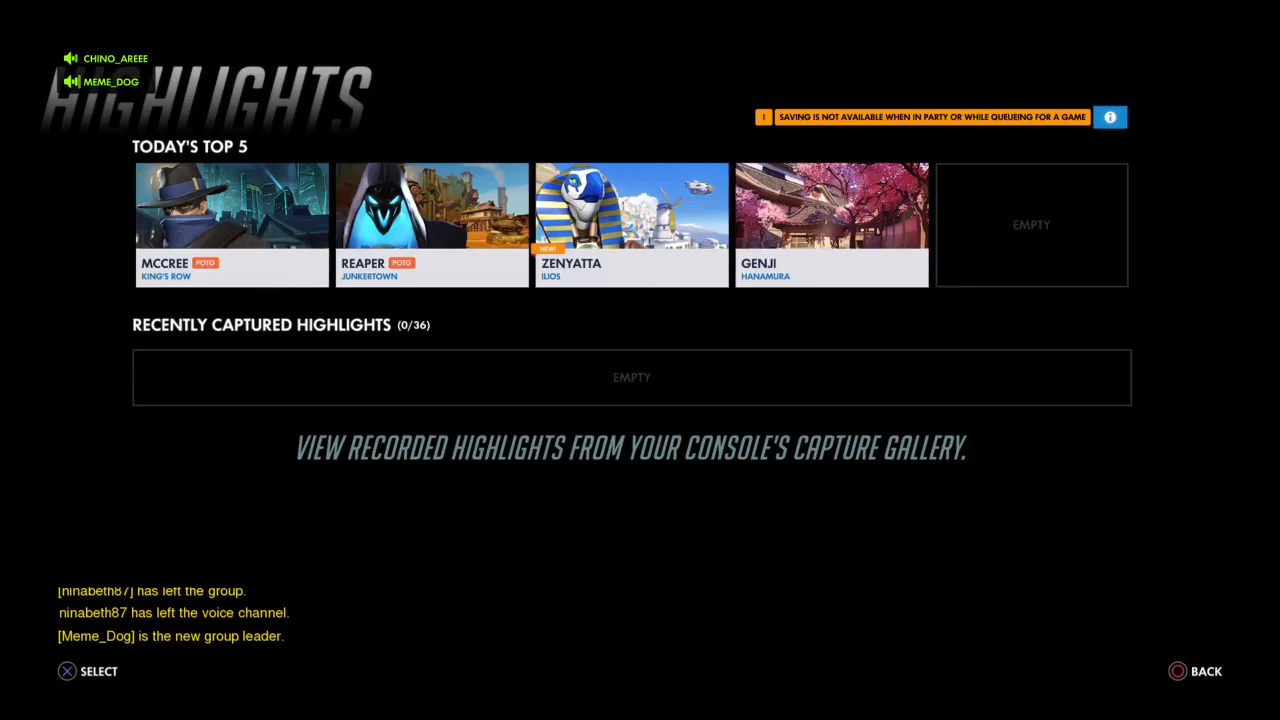 CHINO_AREEE
MEME_DOG
HIGHLIGHTS
! SAVING IS NOT AVAILABLE WHEN IN PARTY OR WHILE QUEUEING FOR A GAME
TODAY'S TOP 5
MCCREE POTG
KING'S ROW
REAPER POTG
JUNKERTOWN
NEW!
ZENYATTA
ILIOS
GENJI
HANAMURA
EMPTY
RECENTLY CAPTURED HIGHLIGHTS (0/36)
EMPTY
VIEW RECORDED HIGHLIGHTS FROM YOUR CONSOLE'S CAPTURE GALLERY.
[ninabeth87] has left the group.
ninabeth87 has left the voice channel.
[Meme_Dog] is the new group leader.
SELECT
BACK